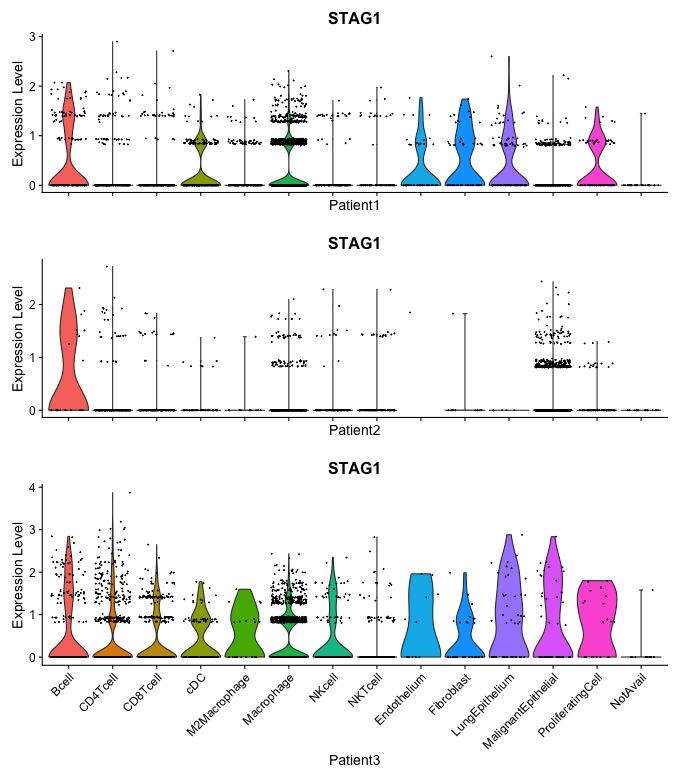 STAG1
Expression Level
3
2
1
0
Patient1
STAG1
Expression Level
2
1
0
Patient2
STAG1
Expression Level
4
3
2
1
0
Bcell
CD4Tcell
CD8Tcell
cDC
M2Macrophage
Macrophage
NKcell
NKTcell
Endothelium
Fibroblast
LungEpithelium
MalignantEpithelial
ProliferatingCell
NotAvail
Patient3